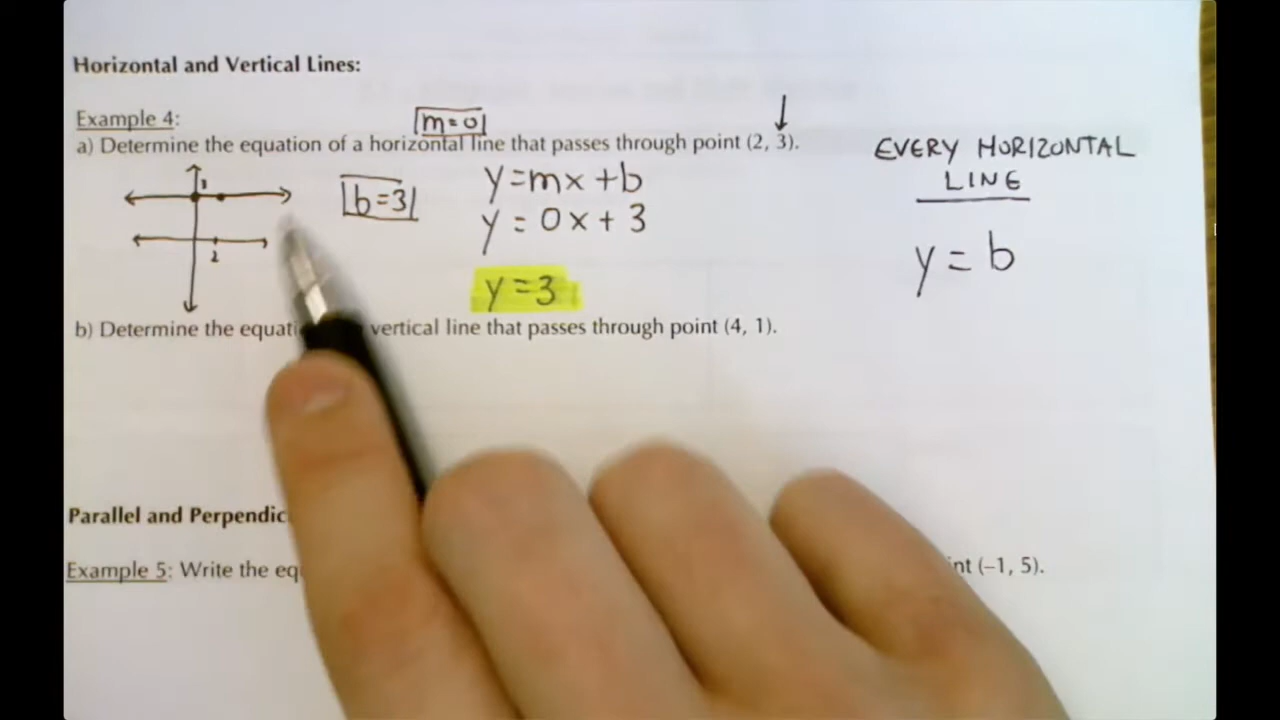 Horizontal and Vertical Lines:
Example 4:
m=0
a) Determine the equation of a horizontal line that passes through point (2, 3).
EVERY HORIZONTAL
LINE
y = b
3
2
b=3
y=mx+b
y = 0x + 3
y=3
b) Determine the equati vertical line that passes through point (4, 1).
Parallel and Perpendic
Example 5: Write the eq nt (–1, 5).